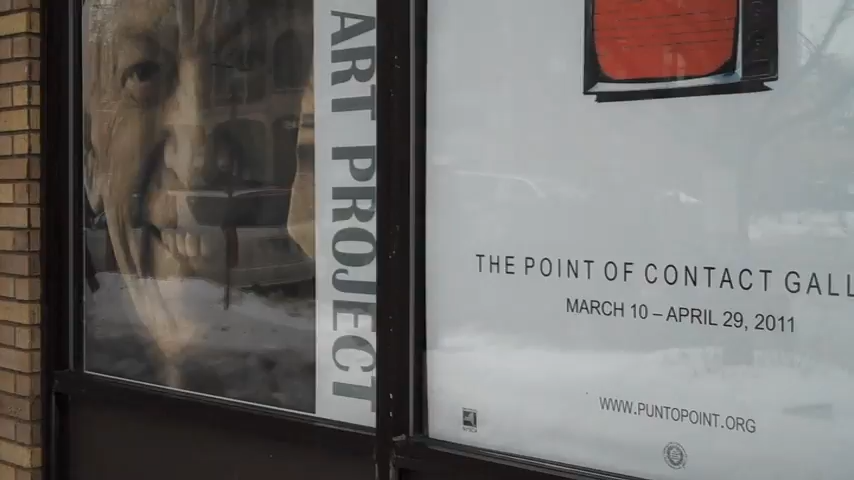 ART PROJECT
THE POINT OF CONTACT GALL
MARCH 10 – APRIL 29, 2011
WWW.PUNTOPOINT.ORG